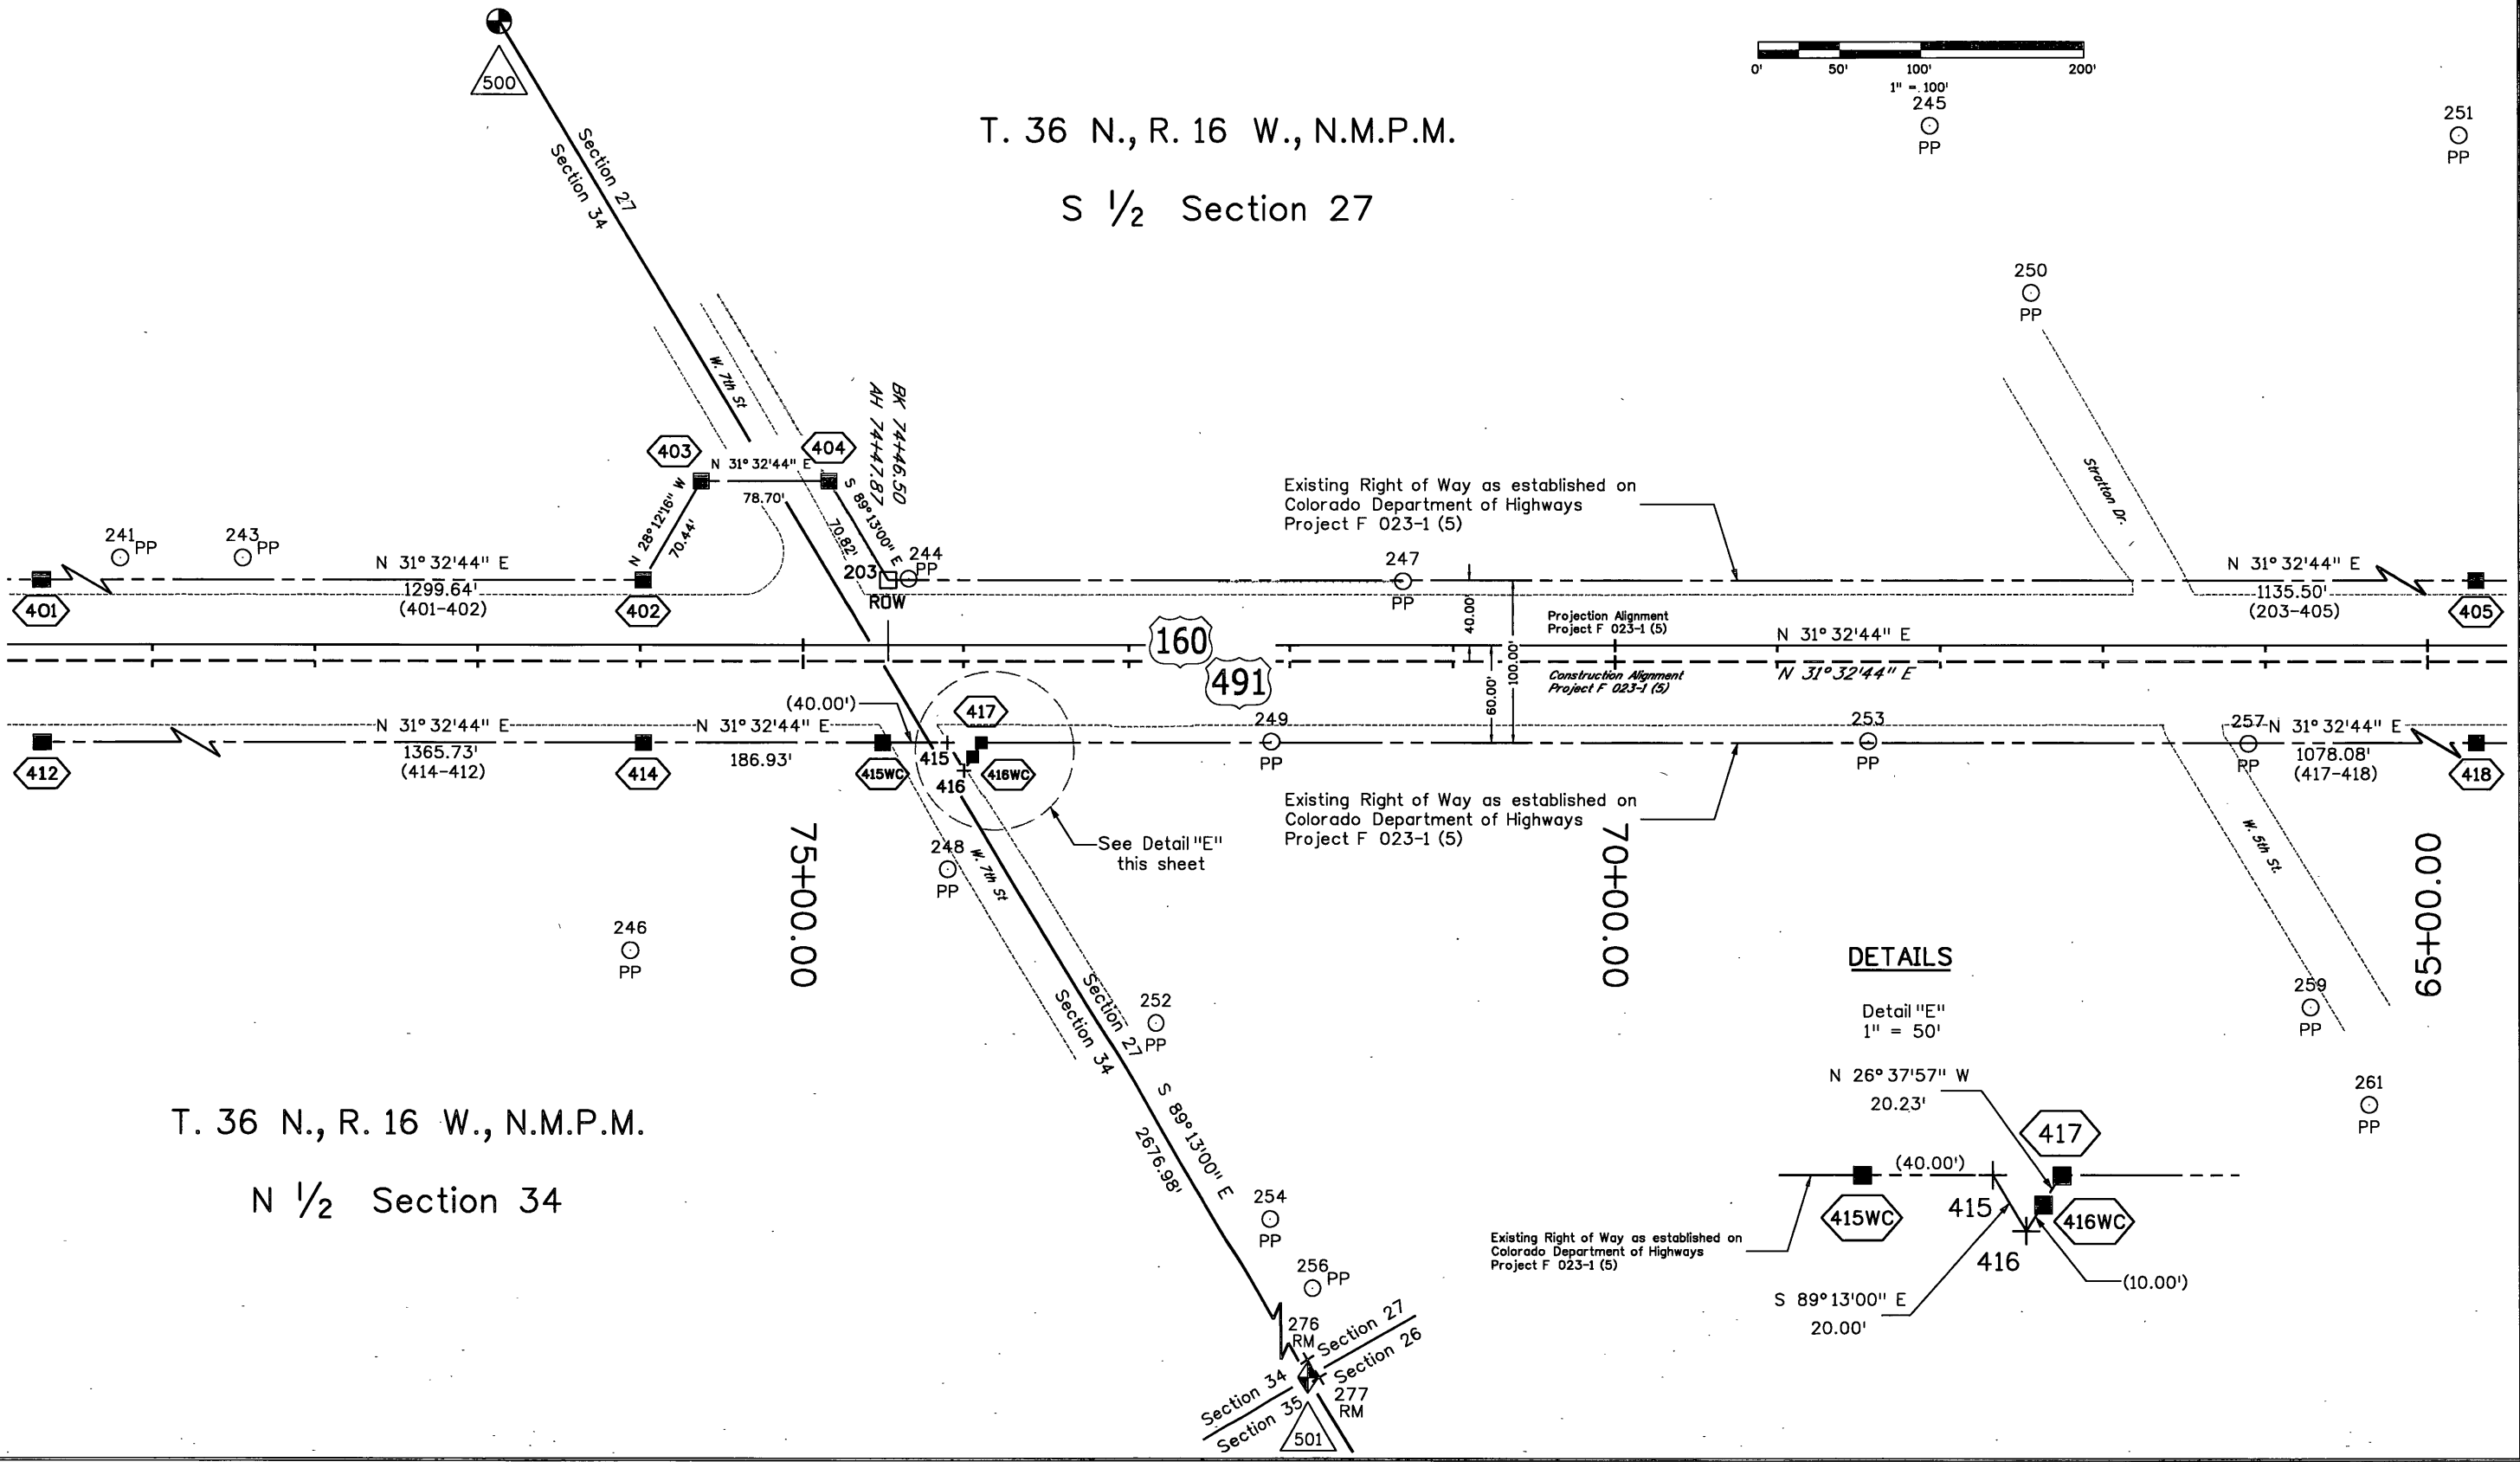 500
Section 27
Section 34
T. 36 N., R. 16 W., N.M.P.M.
S 1/2 Section 27
0' 50' 100' 200'
1" = 100'
245
PP
251
PP
250
PP
W. 7th St
BK 74+46.50
AH 74+47.87
403
N 31° 32'44" E
404
78.70'
N 28°12'16" W
70.44'
S 89°13'00" E
70.82'
Existing Right of Way as established on
Colorado Department of Highways
Project F 023-1 (5)
Stratton Dr.
241 PP
243 PP
N 31° 32'44" E
1299.64'
(401-402)
401
402
203
ROW
244
PP
247
PP
40.00'
100.00'
60.00'
N 31° 32'44" E
1135.50'
(203-405)
405
Projection Alignment
Project F 023-1 (5)
160
491
N 31° 32'44" E
Construction Alignment
Project F 023-1 (5)
N 31°32'44" E
(40.00')
417
N 31° 32'44" E
1365.73'
(414-412)
412
414
N 31° 32'44" E
186.93'
415WC
415
416
416WC
249
PP
253
PP
257
PP
N 31° 32'44" E
1078.08'
(417-418)
418
Existing Right of Way as established on
Colorado Department of Highways
Project F 023-1 (5)
See Detail "E"
this sheet
75+00.00
70+00.00
65+00.00
248
PP
W. 7th St
W. 5th St.
246
PP
252
PP
Section 27
Section 34
S 89°13'00" E
2676.98'
259
PP
261
PP
T. 36 N., R. 16 W., N.M.P.M.
N 1/2 Section 34
254
PP
256 PP
276
RM
Section 27
Section 26
Section 34
Section 35
277
RM
501
DETAILS
Detail "E"
1" = 50'
N 26° 37'57" W
20.23'
417
(40.00')
415WC
415
416WC
416
Existing Right of Way as established on
Colorado Department of Highways
Project F 023-1 (5)
(10.00')
S 89°13'00" E
20.00'